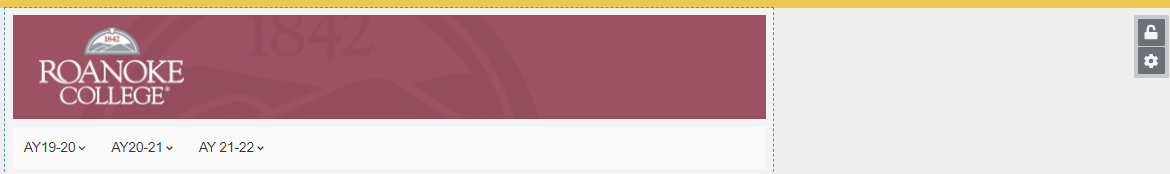 1842
1842
ROANOKE
COLLEGE®
AY19-20 AY20-21 AY 21-22